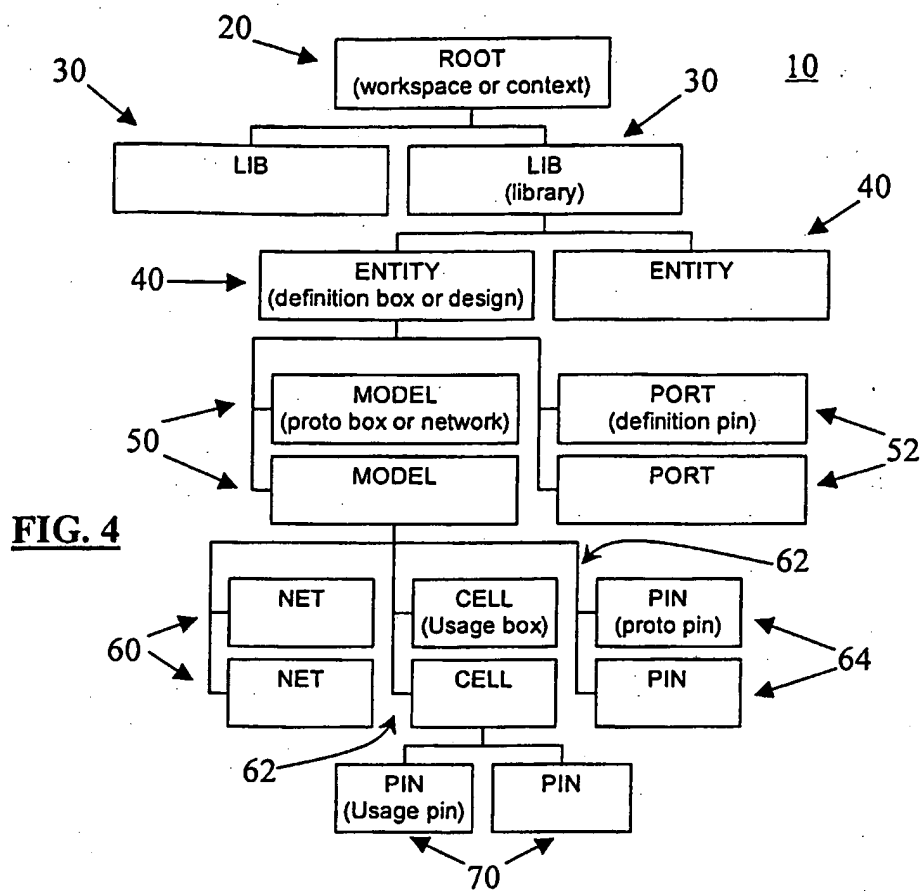 20
ROOT
(workspace or context)
10
30
30
LIB
LIB
(library)
40
40
ENTITY
(definition box or design)
ENTITY
50
MODEL
(proto box or network)
PORT
(definition pin)
52
MODEL
PORT
FIG. 4
62
60
NET
CELL
(Usage box)
PIN
(proto pin)
64
NET
CELL
PIN
62
PIN
(Usage pin)
PIN
70